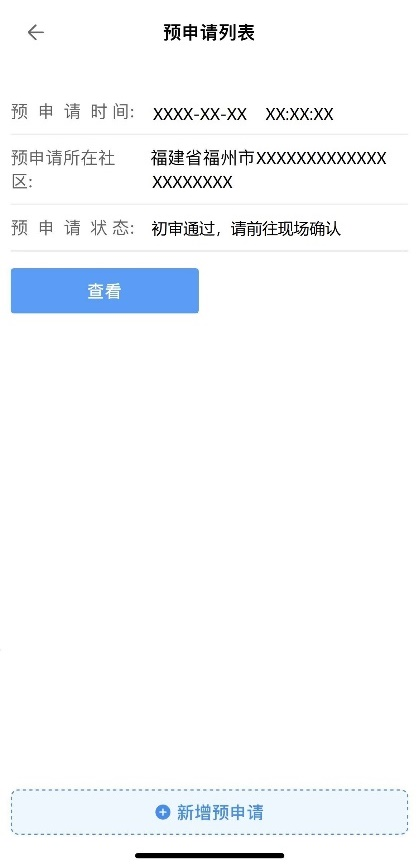 预申请列表
预 申 请 时 间: XXXX-XX-XX XX:XX:XX
预申请所在社 福建省福州市XXXXXXXXXXXXX
区: XXXXXXXX
预 申 请 状 态: 初审通过，请前往现场确认
查看
新增预申请